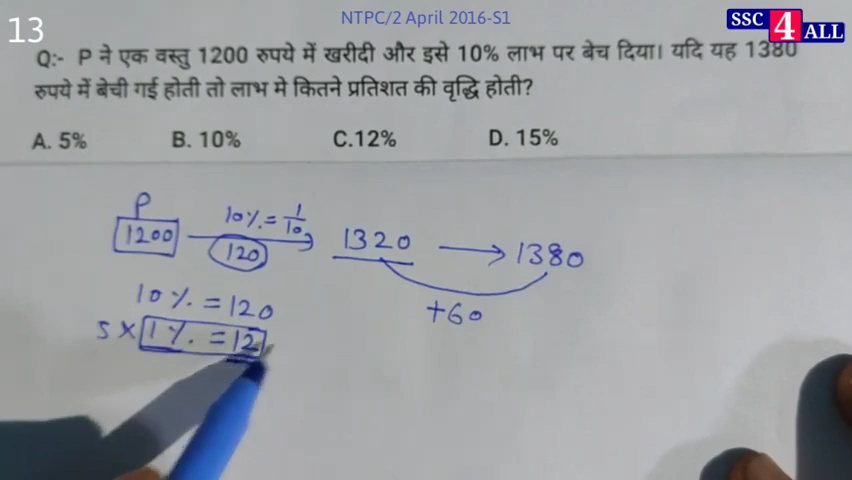 NTPC/2 April 2016-S1
13
SSC 4 ALL
Q:- P ने एक वस्तु 1200 रुपये में खरीदी और इसे 10% लाभ पर बेच दिया। यदि यह 1380
रुपये में बेची गई होती तो लाभ मे कितने प्रतिशत की वृद्धि होती?
A. 5% B. 10% C.12% D. 15%
P
10% = 1/10
1200 1320 1380
120
+60
10% = 120
5 × 1% = 12